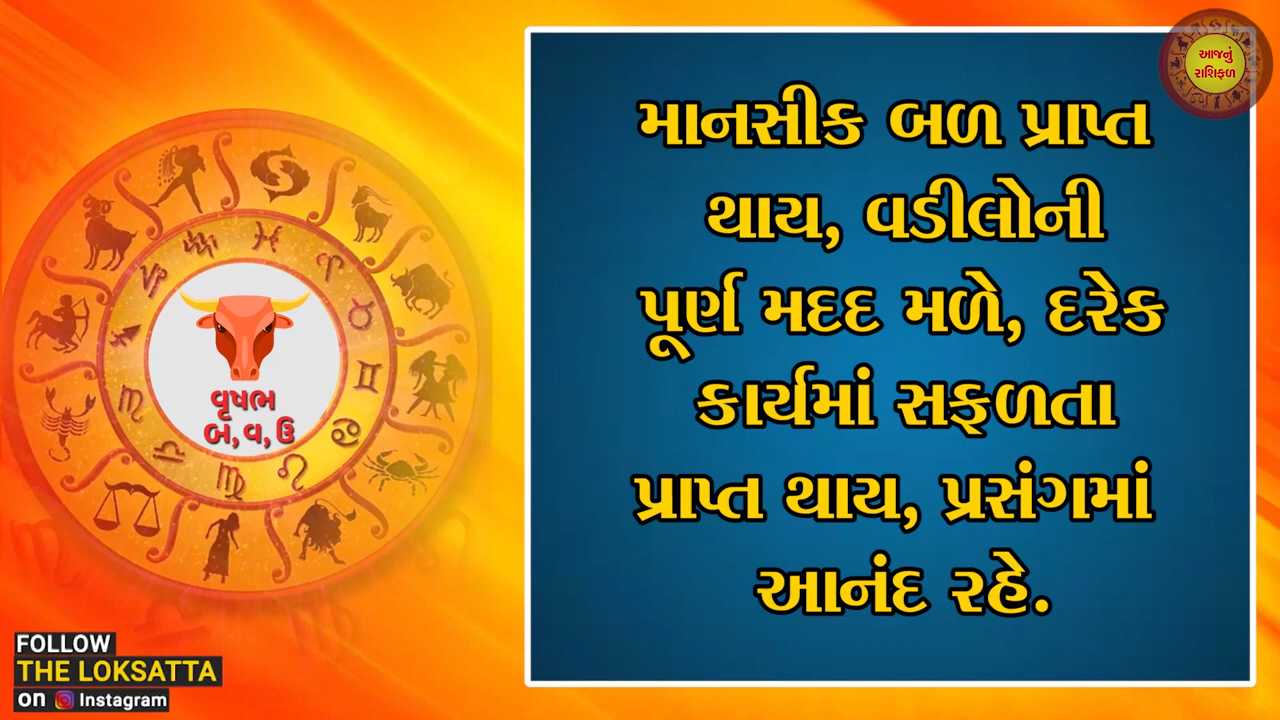 આજનું
રાશિફળ
માનસીક બળ પ્રાપ્ત
થાય, વડીલોની
પૂર્ણ મદદ મળે, દરેક
કાર્યમાં સફળતા
પ્રાપ્ત થાય, પ્રસંગમાં
આનંદ રહે.
વૃષભ
બ, વ, ઉ
FOLLOW
THE LOKSATTA
on Instagram